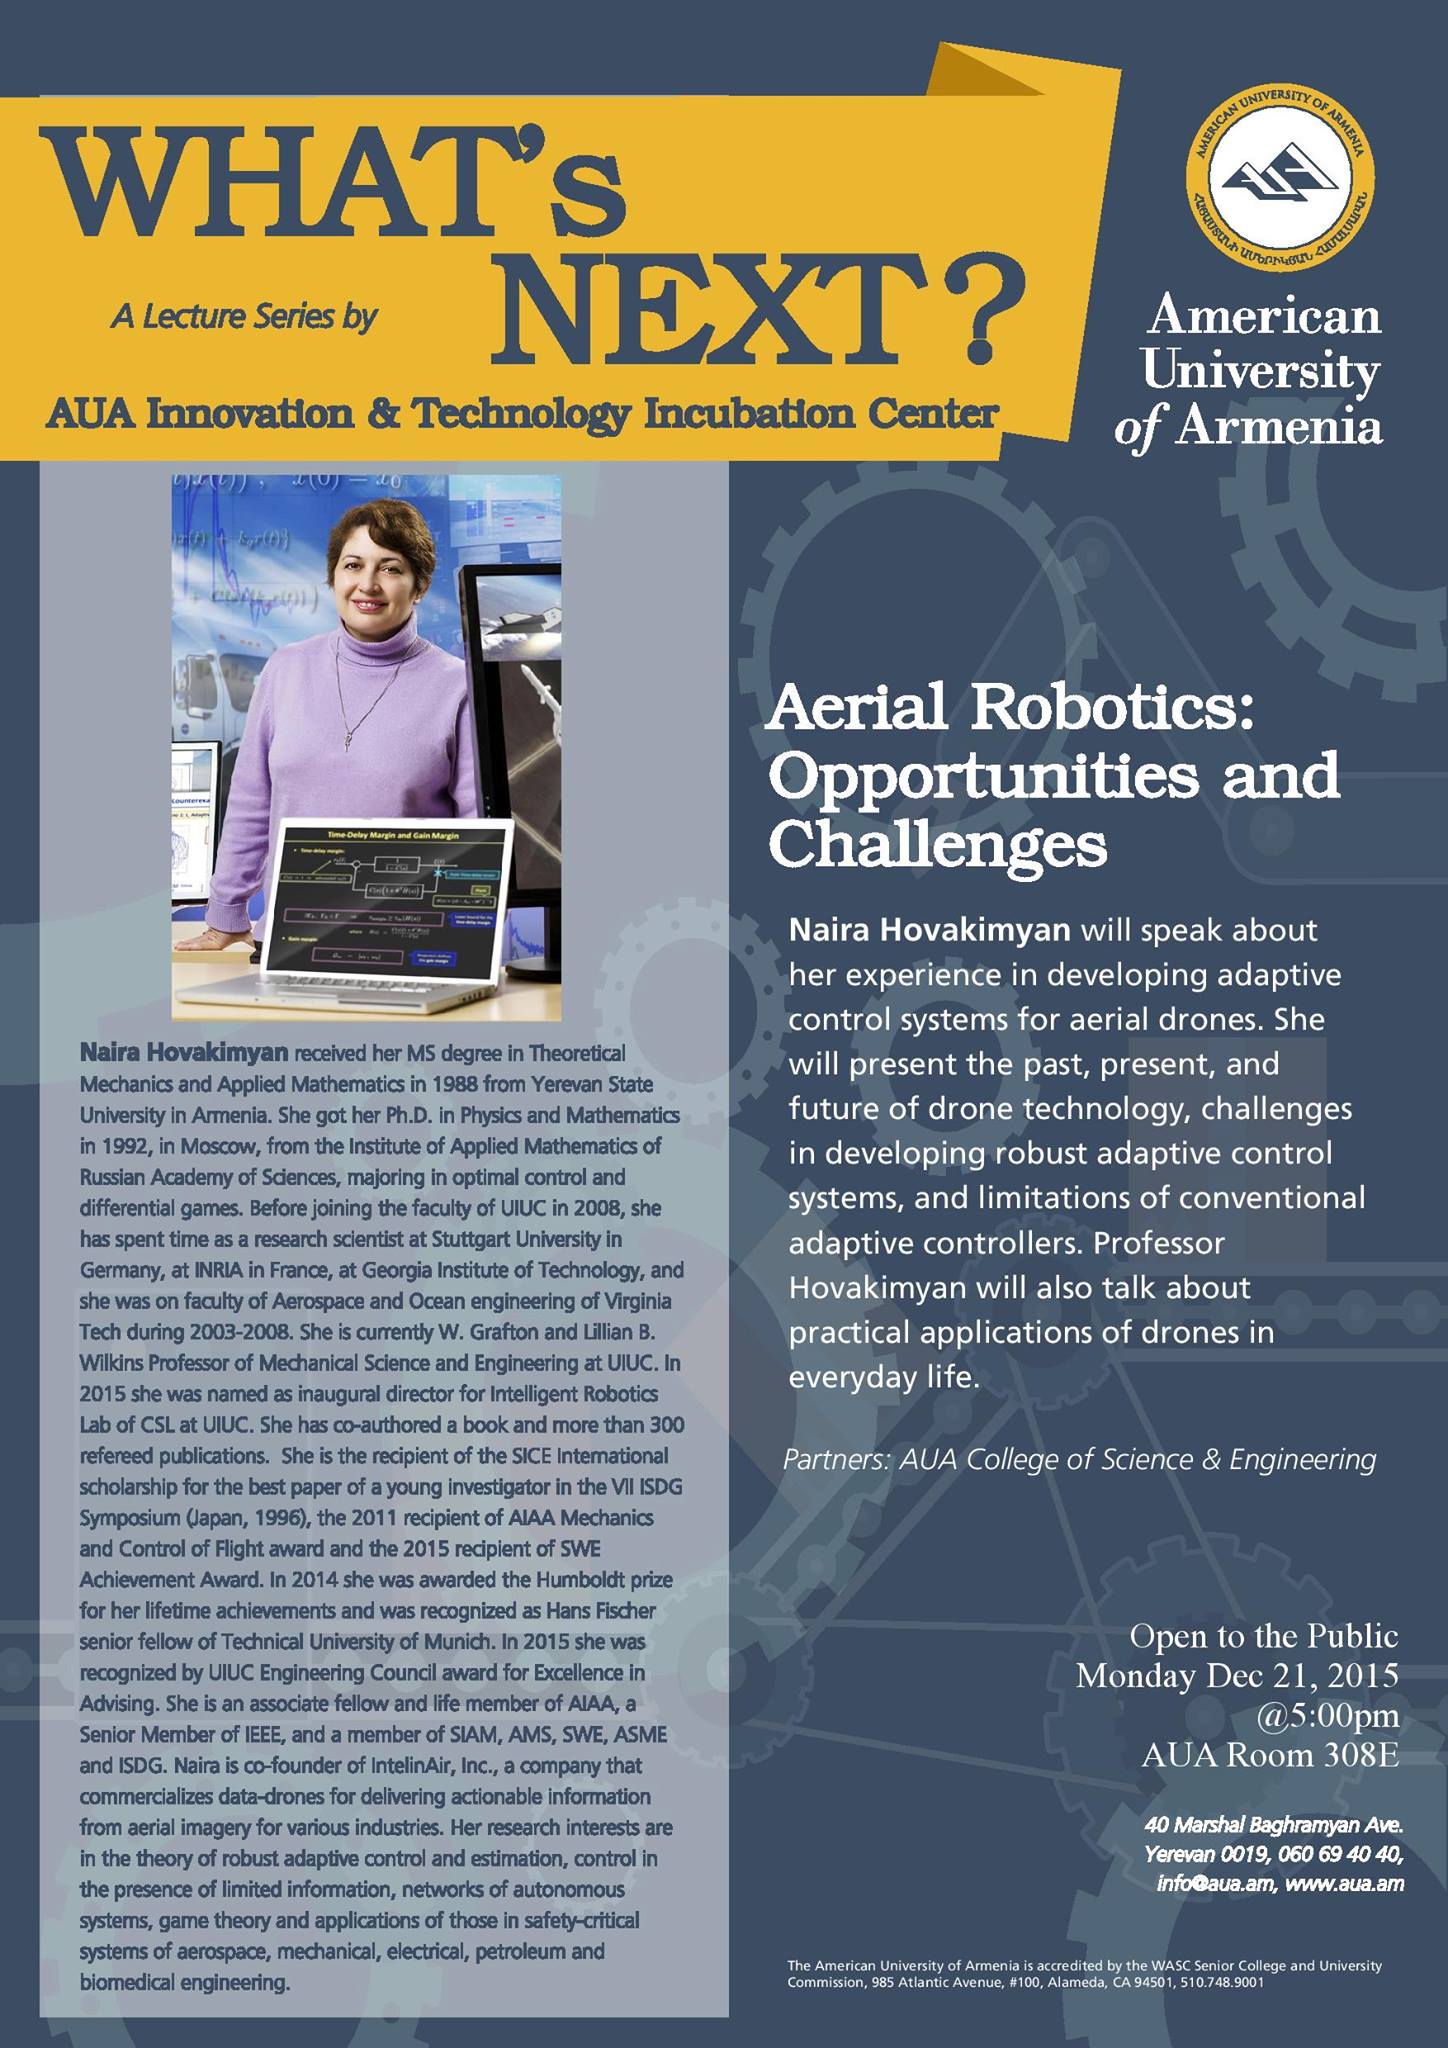 WHAT's
NEXT?
A Lecture Series by
AUA Innovation & Technology Incubation Center
AMERICAN UNIVERSITY OF ARMENIA
ՀԱՅԱՍՏԱՆԻ ԱՄԵՐԻԿՅԱՆ ՀԱՄԱԼՍԱՐԱՆ
AUA
American
University
of Armenia
Time-Delay Margin and Gain Margin
Time-delay margin:
Gain margin:
Naira Hovakimyan received her MS degree in Theoretical
Mechanics and Applied Mathematics in 1988 from Yerevan State
University in Armenia. She got her Ph.D. in Physics and Mathematics
in 1992, in Moscow, from the Institute of Applied Mathematics of
Russian Academy of Sciences, majoring in optimal control and
differential games. Before joining the faculty of UIUC in 2008, she
has spent time as a research scientist at Stuttgart University in
Germany, at INRIA in France, at Georgia Institute of Technology, and
she was on faculty of Aerospace and Ocean engineering of Virginia
Tech during 2003-2008. She is currently W. Grafton and Lillian B.
Wilkins Professor of Mechanical Science and Engineering at UIUC. In
2015 she was named as inaugural director for Intelligent Robotics
Lab of CSL at UIUC. She has co-authored a book and more than 300
refereed publications. She is the recipient of the SICE International
scholarship for the best paper of a young investigator in the VII ISDG
Symposium (Japan, 1996), the 2011 recipient of AIAA Mechanics
and Control of Flight award and the 2015 recipient of SWE
Achievement Award. In 2014 she was awarded the Humboldt prize
for her lifetime achievements and was recognized as Hans Fischer
senior fellow of Technical University of Munich. In 2015 she was
recognized by UIUC Engineering Council award for Excellence in
Advising. She is an associate fellow and life member of AIAA, a
Senior Member of IEEE, and a member of SIAM, AMS, SWE, ASME
and ISDG. Naira is co-founder of IntelinAir, Inc., a company that
commercializes data-drones for delivering actionable information
from aerial imagery for various industries. Her research interests are
in the theory of robust adaptive control and estimation, control in
the presence of limited information, networks of autonomous
systems, game theory and applications of those in safety-critical
systems of aerospace, mechanical, electrical, petroleum and
biomedical engineering.
Aerial Robotics:
Opportunities and
Challenges
Naira Hovakimyan will speak about
her experience in developing adaptive
control systems for aerial drones. She
will present the past, present, and
future of drone technology, challenges
in developing robust adaptive control
systems, and limitations of conventional
adaptive controllers. Professor
Hovakimyan will also talk about
practical applications of drones in
everyday life.
Partners: AUA College of Science & Engineering
Open to the Public
Monday Dec 21, 2015
@5:00pm
AUA Room 308E
40 Marshal Baghramyan Ave.
Yerevan 0019, 060 69 40 40,
info@aua.am, www.aua.am
The American University of Armenia is accredited by the WASC Senior College and University
Commission, 985 Atlantic Avenue, #100, Alameda, CA 94501, 510.748.9001